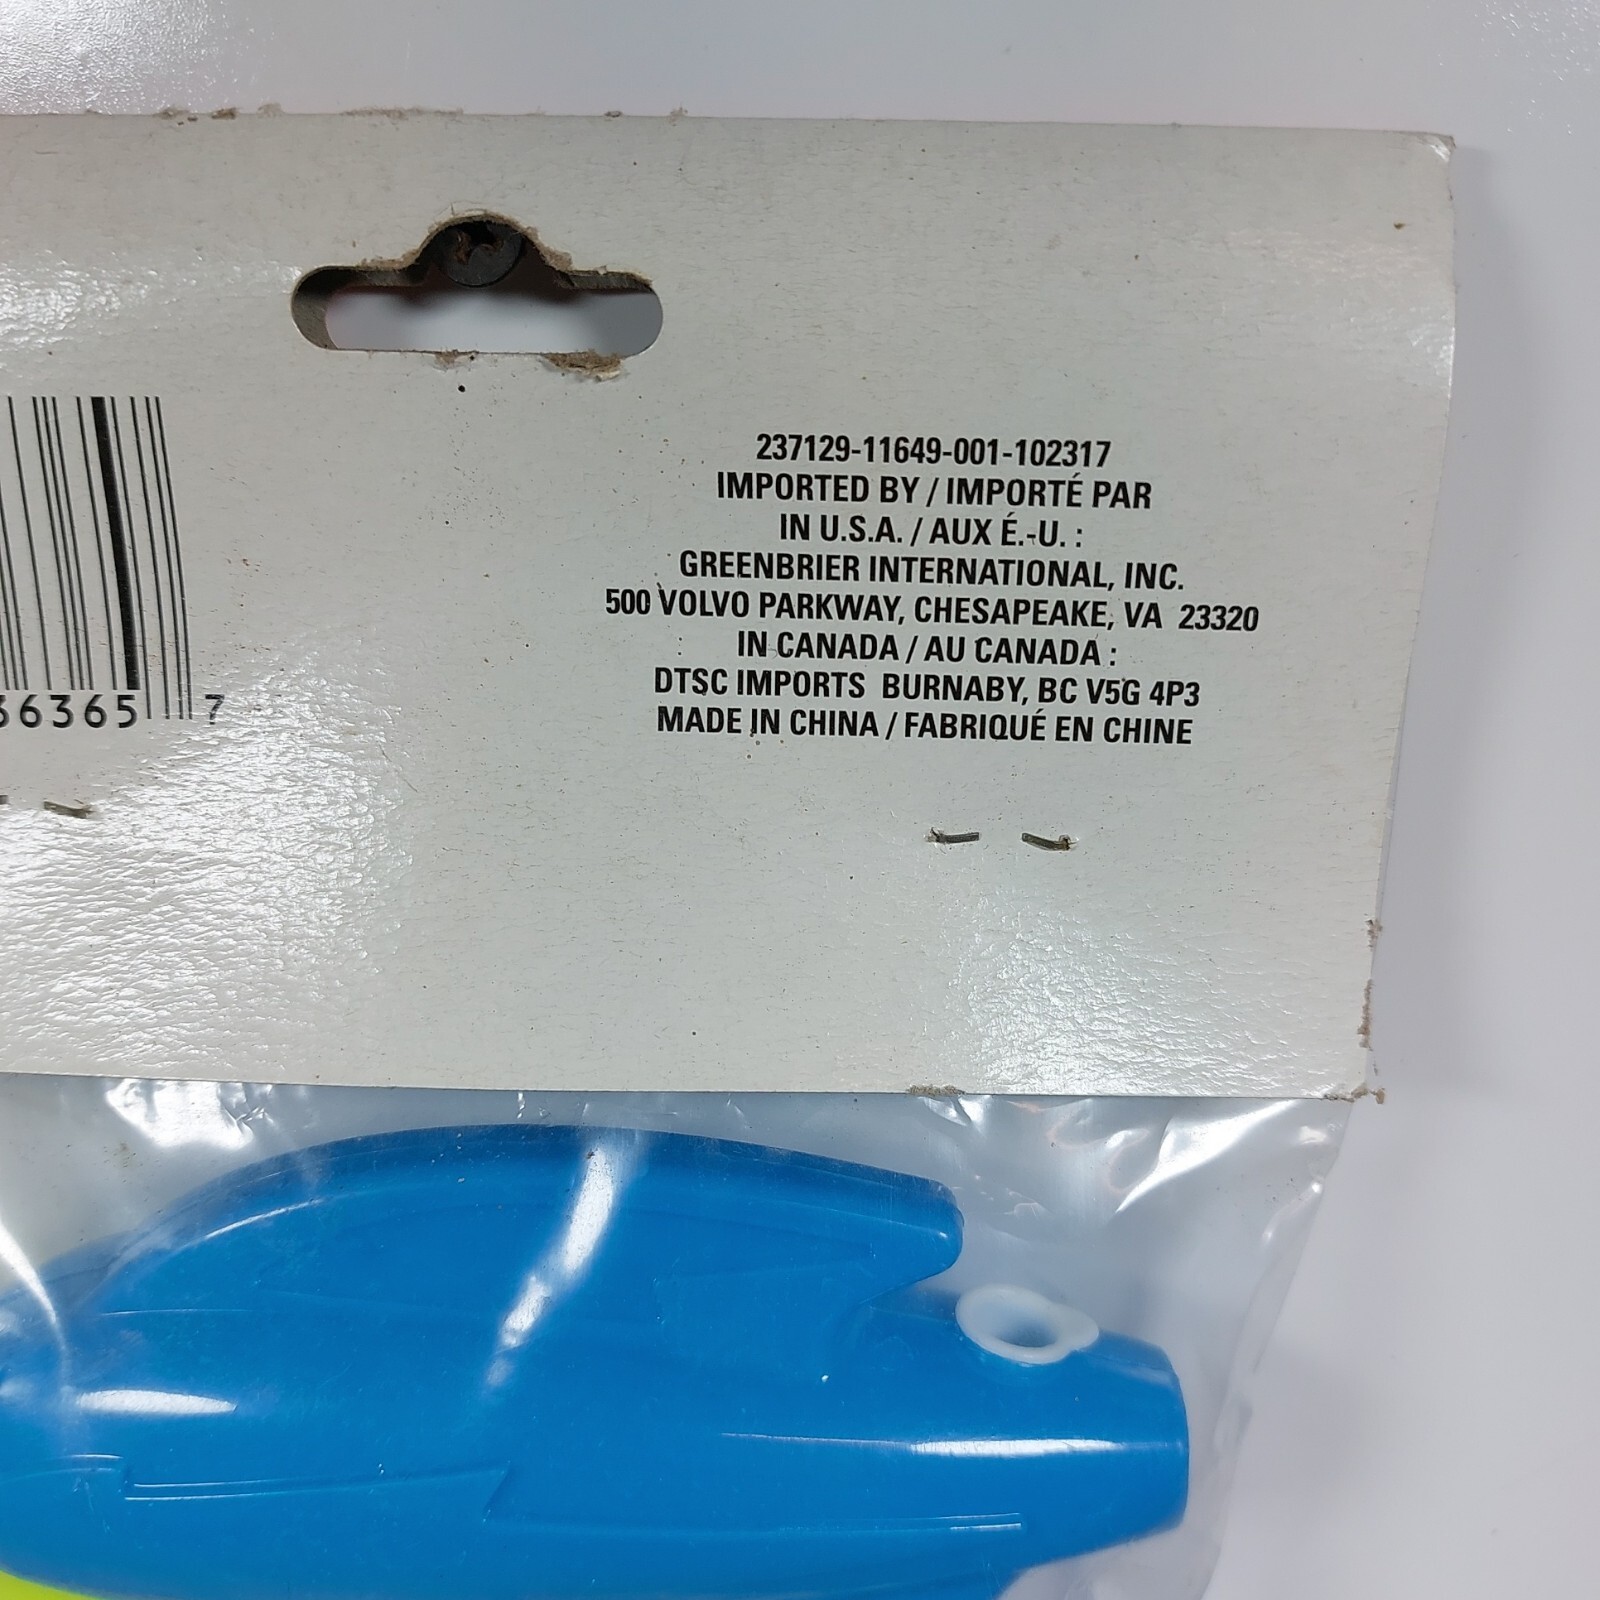 237129-11649-001-102317
IMPORTED BY / IMPORTÉ PAR
IN U.S.A. / AUX É.-U. :
GREENBRIER INTERNATIONAL, INC.
500 VOLVO PARKWAY, CHESAPEAKE, VA 23320
IN CANADA / AU CANADA :
DTSC IMPORTS BURNABY, BC V5G 4P3
MADE IN CHINA / FABRIQUÉ EN CHINE
36365 7